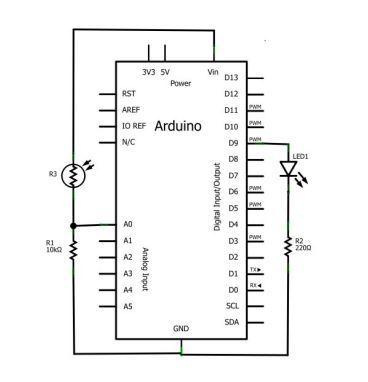 3V3 5V Vin
Power
D13
RST
D12
AREF
PWM
D11
IO REF
Arduino
PWM
D10
N/C
PWM
D9
D8
LED1
R3
D7
PWM
D6
PWM
D5
A0
D4
R1
10kΩ
A1
PWM
D3
R2
220Ω
A2
D2
A3
TX
D1
A4
RX
D0
A5
SCL
SDA
Digital Input/Output
Analog Input
GND